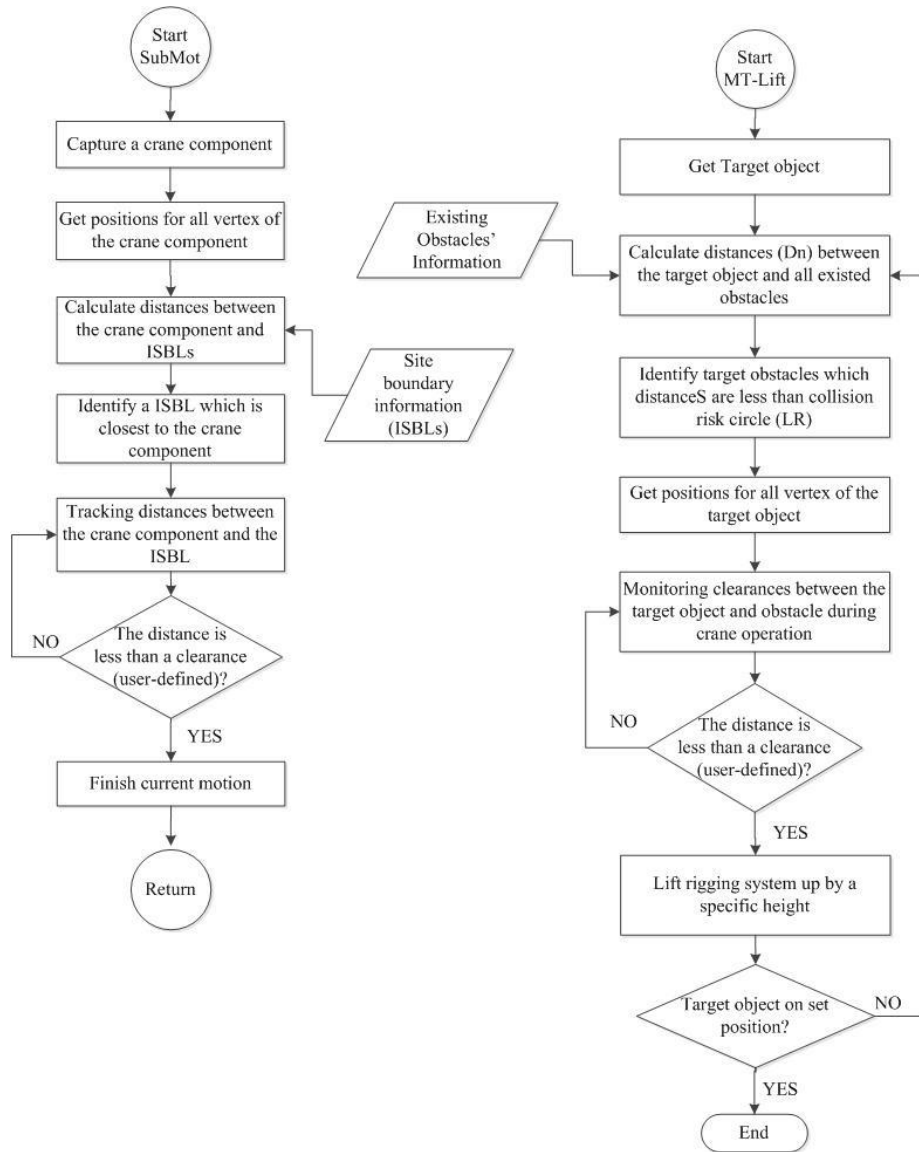 Start
SubMot
Capture a crane component
Get positions for all vertex of
the crane component
Calculate distances between
the crane component and
ISBLs
Site
boundary
information
(ISBLs)
Identify a ISBL which is
closest to the crane
component
Tracking distances between
the crane component and the
ISBL
NO
The distance is
less than a clearance
(user-defined)?
YES
Finish current motion
Return
Start
MT-Lift
Get Target object
Existing
Obstacles'
Information
Calculate distances (Dn) between
the target object and all existed
obstacles
Identify target obstacles which
distanceS are less than collision
risk circle (LR)
Get positions for all vertex of the
target object
Monitoring clearances between the
target object and obstacle during
crane operation
NO
The distance is
less than a clearance
(user-defined)?
YES
Lift rigging system up by a
specific height
Target object on set
position?
NO
YES
End